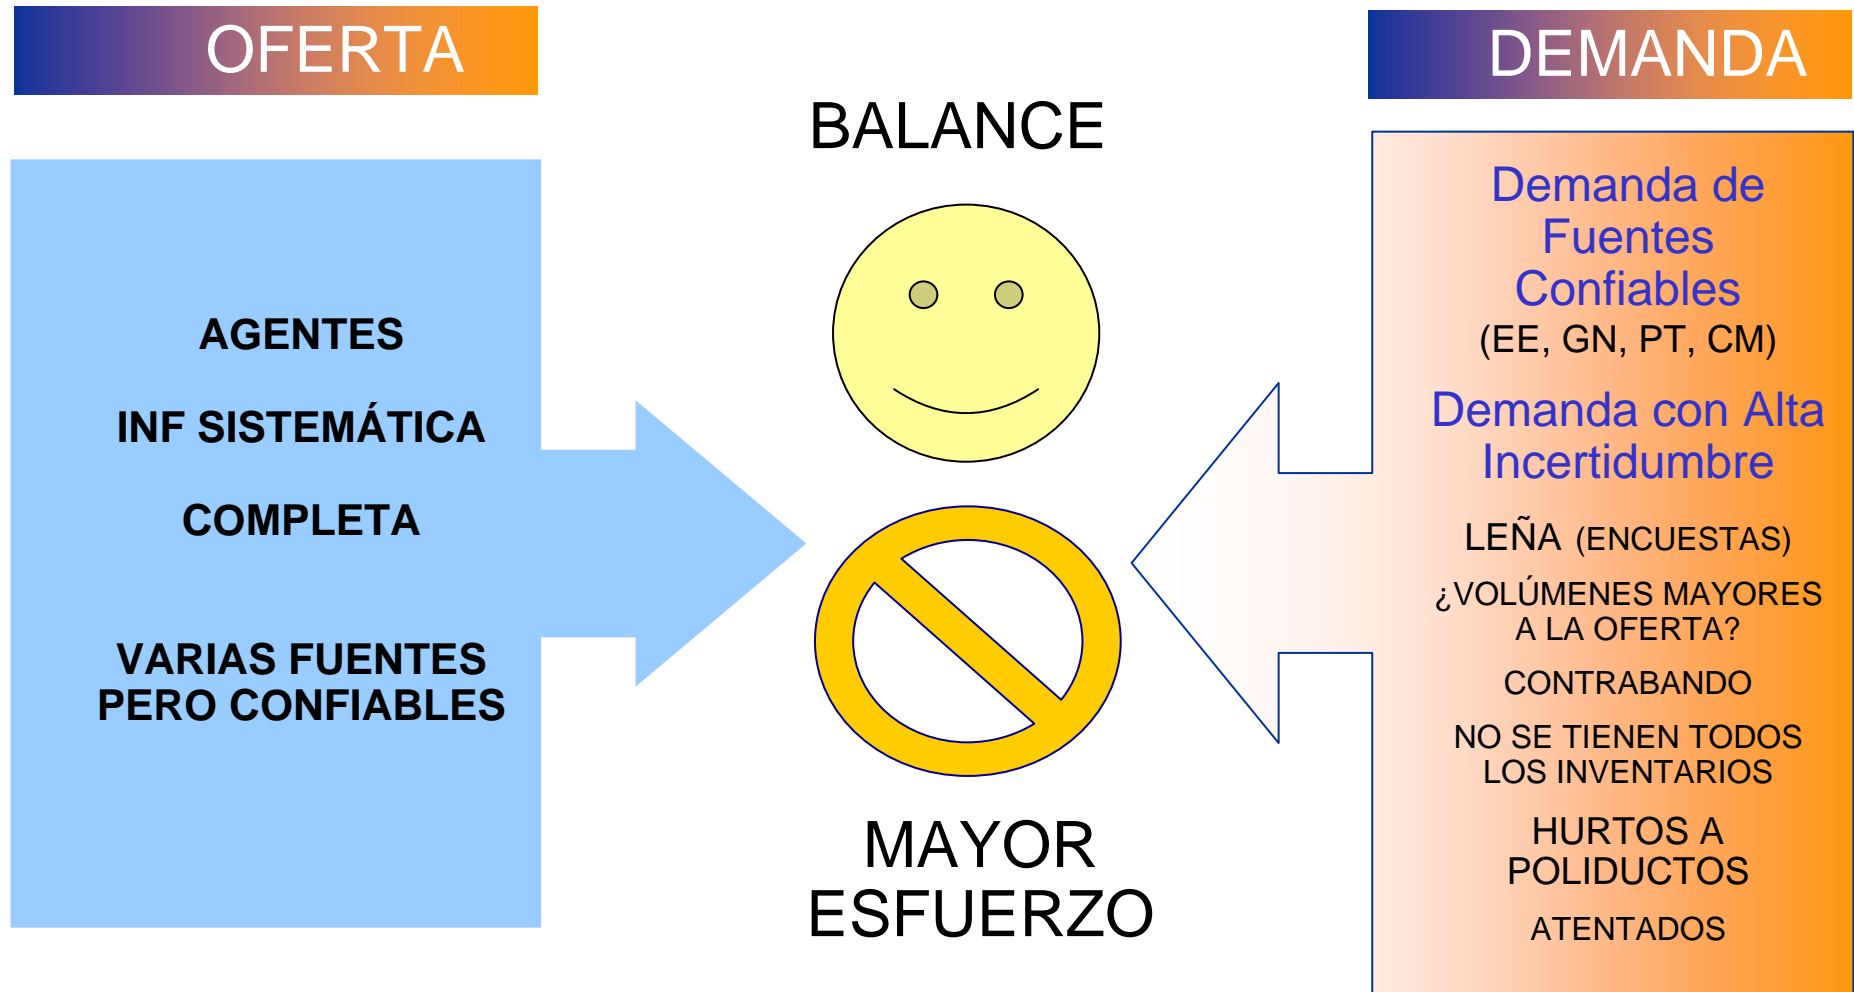 OFERTA
AGENTES
INF SISTEMÁTICA
COMPLETA
VARIAS FUENTES
PERO CONFIABLES
BALANCE
MAYOR
ESFUERZO
DEMANDA
Demanda de
Fuentes
Confiables
(EE, GN, PT, CM)
Demanda con Alta
Incertidumbre
LEÑA (ENCUESTAS)
¿VOLÚMENES MAYORES
A LA OFERTA?
CONTRABANDO
NO SE TIENEN TODOS
LOS INVENTARIOS
HURTOS A
POLIDUCTOS
ATENTADOS